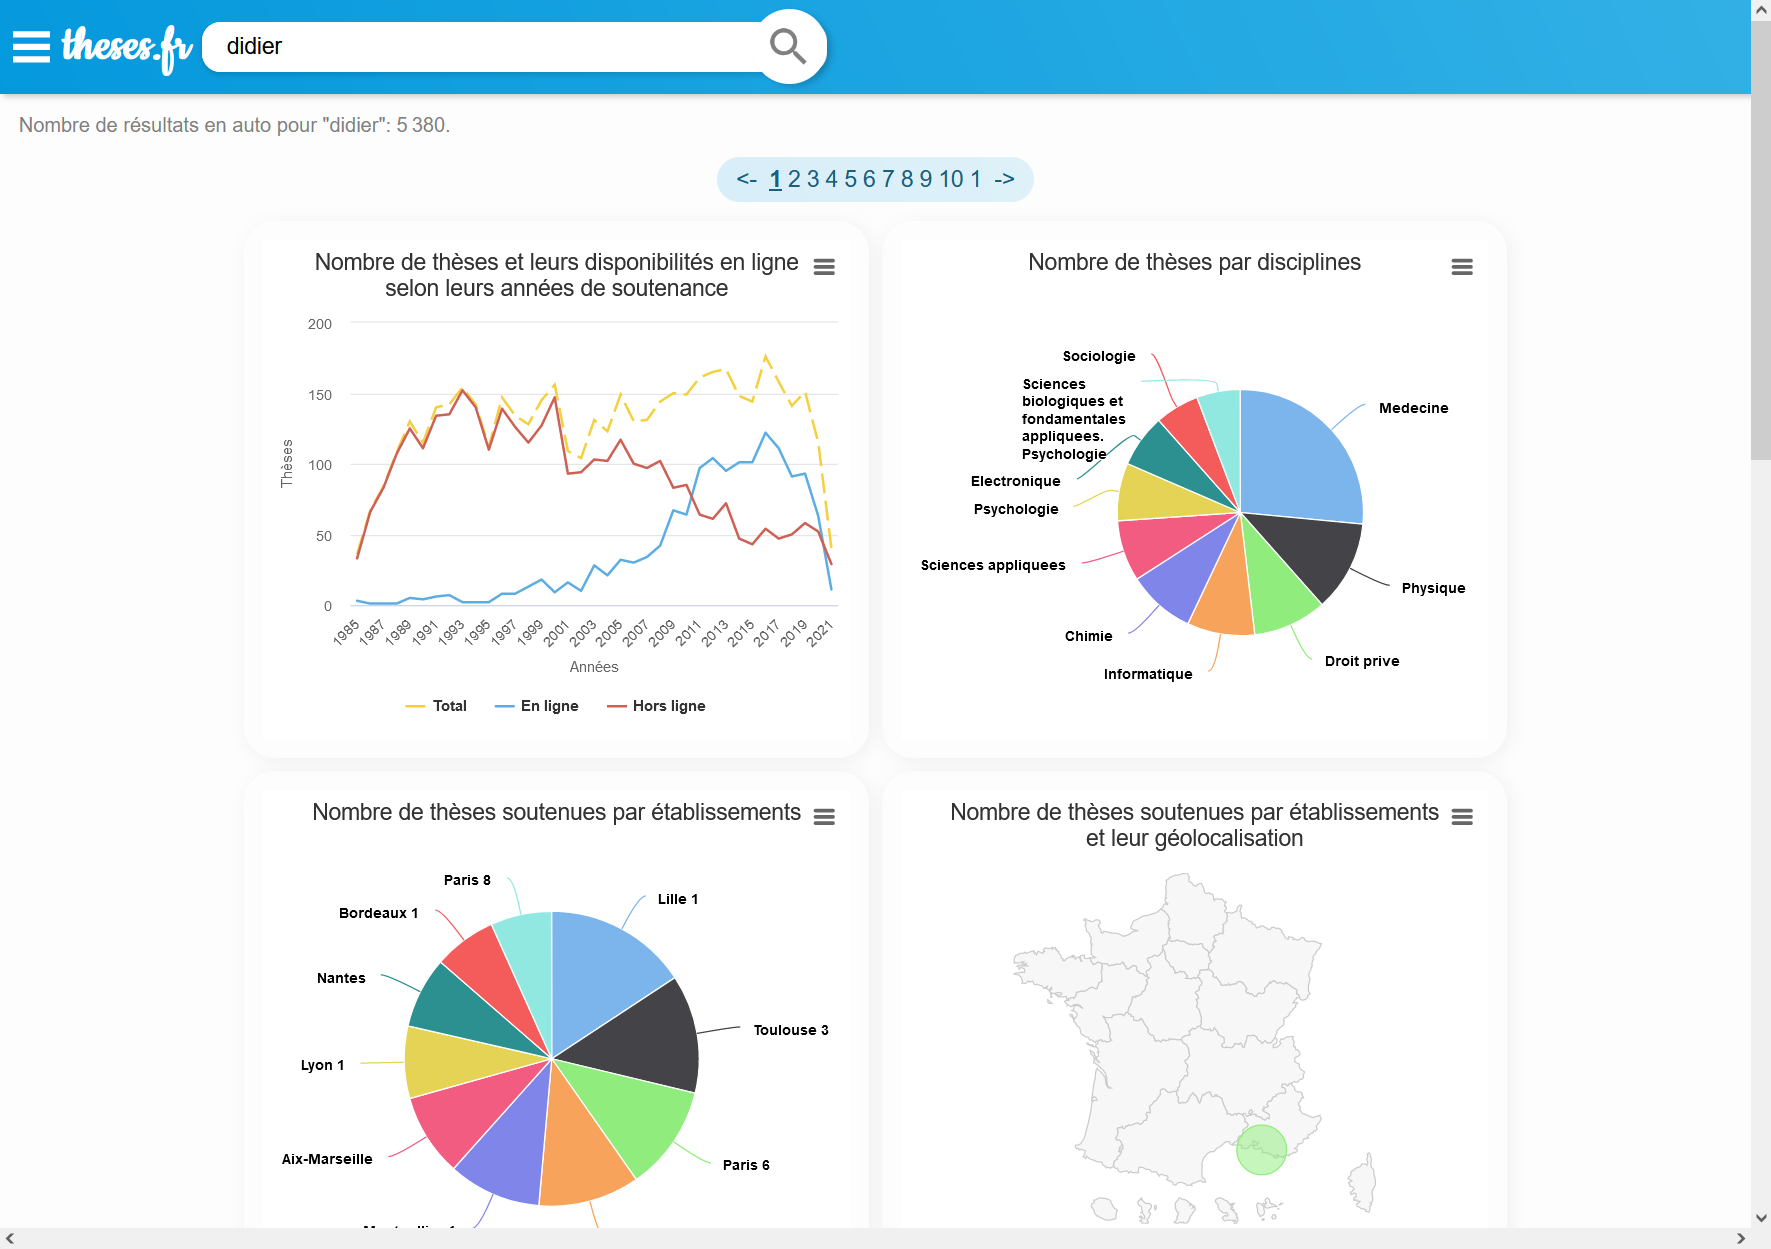 theses.fr
didier
Nombre de résultats en auto pour "didier": 5 380.
<- 1 2 3 4 5 6 7 8 9 10 1 ->
Nombre de thèses et leurs disponibilités en ligne
selon leurs années de soutenance
200
150
100
50
0
Thèses
1985
1987
1989
1991
1993
1995
1997
1999
2001
2003
2005
2007
2009
2011
2013
2015
2017
2019
2021
Années
Total
En ligne
Hors ligne
Nombre de thèses par disciplines
Sociologie
Sciences
biologiques et
fondamentales
appliquees.
Psychologie
Electronique
Psychologie
Sciences appliquees
Chimie
Informatique
Medecine
Physique
Droit prive
Nombre de thèses soutenues par établissements
Paris 8
Bordeaux 1
Nantes
Lyon 1
Aix-Marseille
Lille 1
Toulouse 3
Paris 6
Nombre de thèses soutenues par établissements
et leur géolocalisation